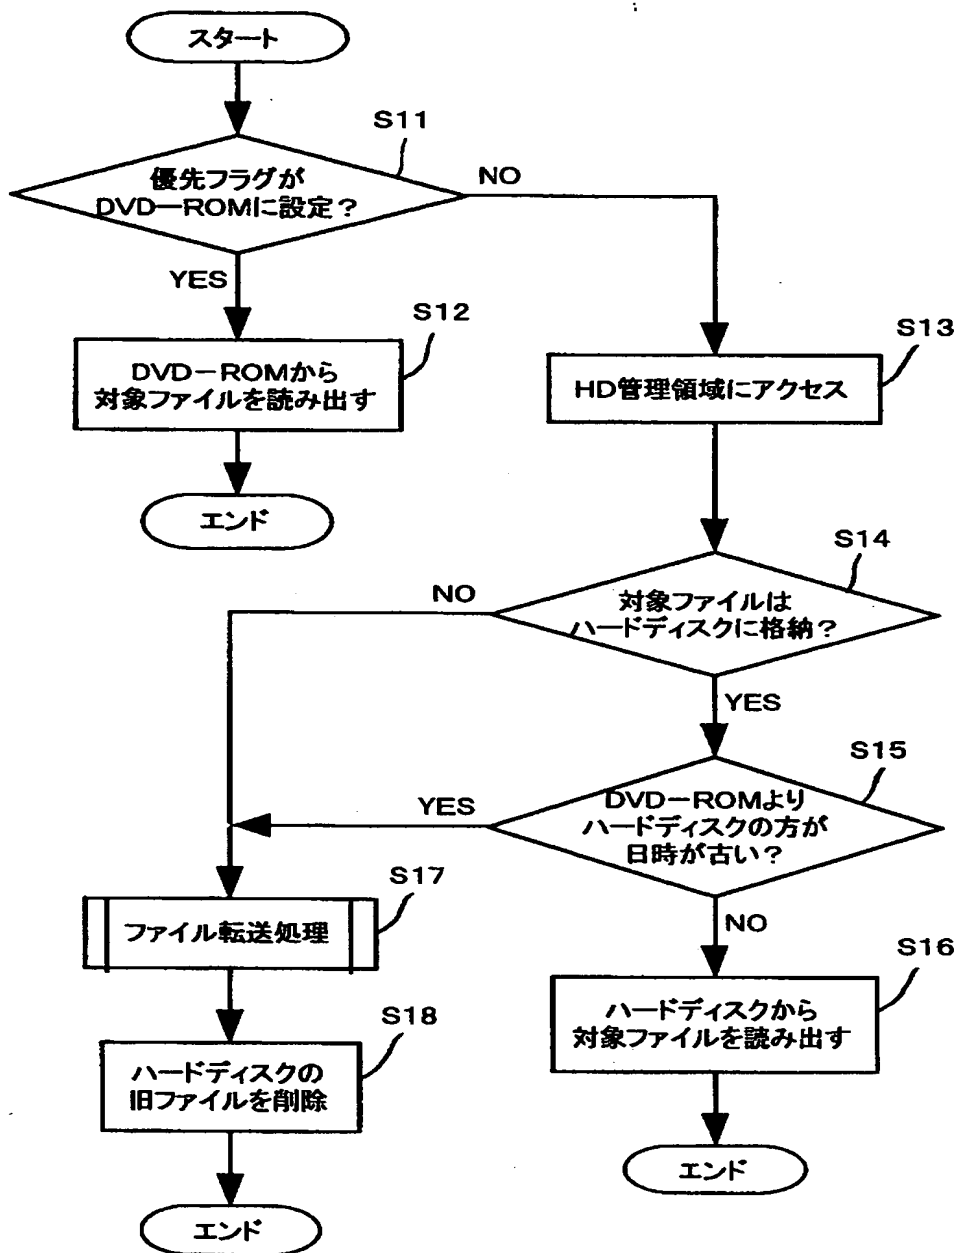 スタート
S11
優先フラグが
DVD−ROMに設定?
NO
YES
S12
DVD−ROMから
対象ファイルを読み出す
エンド
S13
HD管理領域にアクセス
S14
対象ファイルは
ハードディスクに格納?
NO
YES
S15
DVD−ROMより
ハードディスクの方が
日時が古い?
YES
NO
S17
ファイル転送処理
S16
ハードディスクから
対象ファイルを読み出す
S18
ハードディスクの
旧ファイルを削除
エンド
エンド